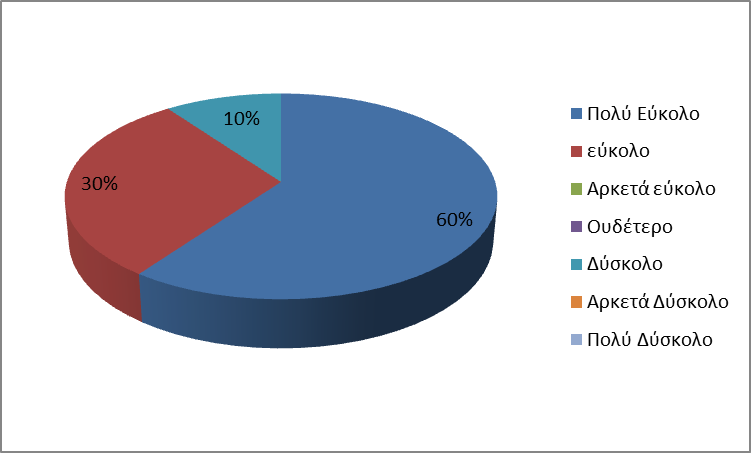 10%
30%
60%
Πολύ Εύκολο
εύκολο
Αρκετά εύκολο
Ουδέτερο
Δύσκολο
Αρκετά Δύσκολο
Πολύ Δύσκολο